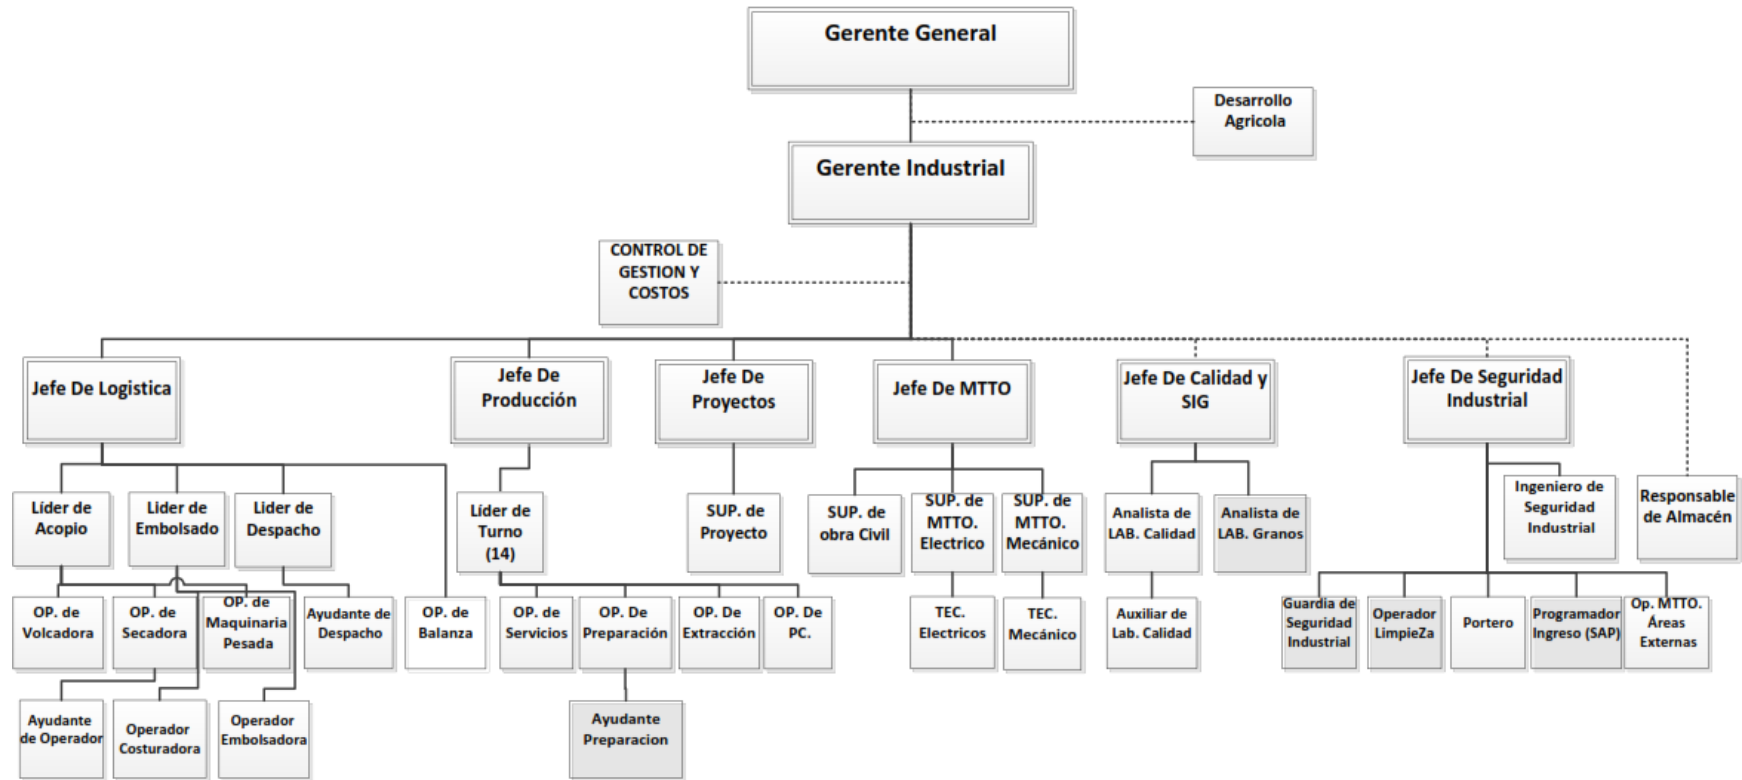 Gerente General
Desarrollo
Agricola
Gerente Industrial
CONTROL DE
GESTION Y
COSTOS
Jefe De Logistica
Jefe De
Producción
Jefe De
Proyectos
Jefe De MTTO
Jefe De Calidad y
SIG
Jefe De Seguridad
Industrial
Líder de
Acopio
Lider de
Embolsado
Lider de
Despacho
Líder de
Turno
(14)
SUP. de
Proyecto
SUP. de
obra Civil
SUP. de
MTTO.
Electrico
SUP. de
MTTO.
Mecánico
Analista de
LAB. Calidad
Analista de
LAB. Granos
Ingeniero de
Seguridad
Industrial
Responsable
de Almacén
OP. de
Volcadora
OP. de
Secadora
OP. de
Maquinaria
Pesada
Ayudante de
Despacho
OP. de
Balanza
OP. de
Servicios
OP. De
Preparación
OP. De
Extracción
OP. De
PC.
TEC.
Electricos
TEC.
Mecánico
Auxiliar de
Lab. Calidad
Guardia de
Seguridad
Industrial
Operador
LimpieZa
Portero
Programador
Ingreso (SAP)
Op. MTTO.
Áreas
Externas
Ayudante
de Operador
Operador
Costuradora
Operador
Embolsadora
Ayudante
Preparacion